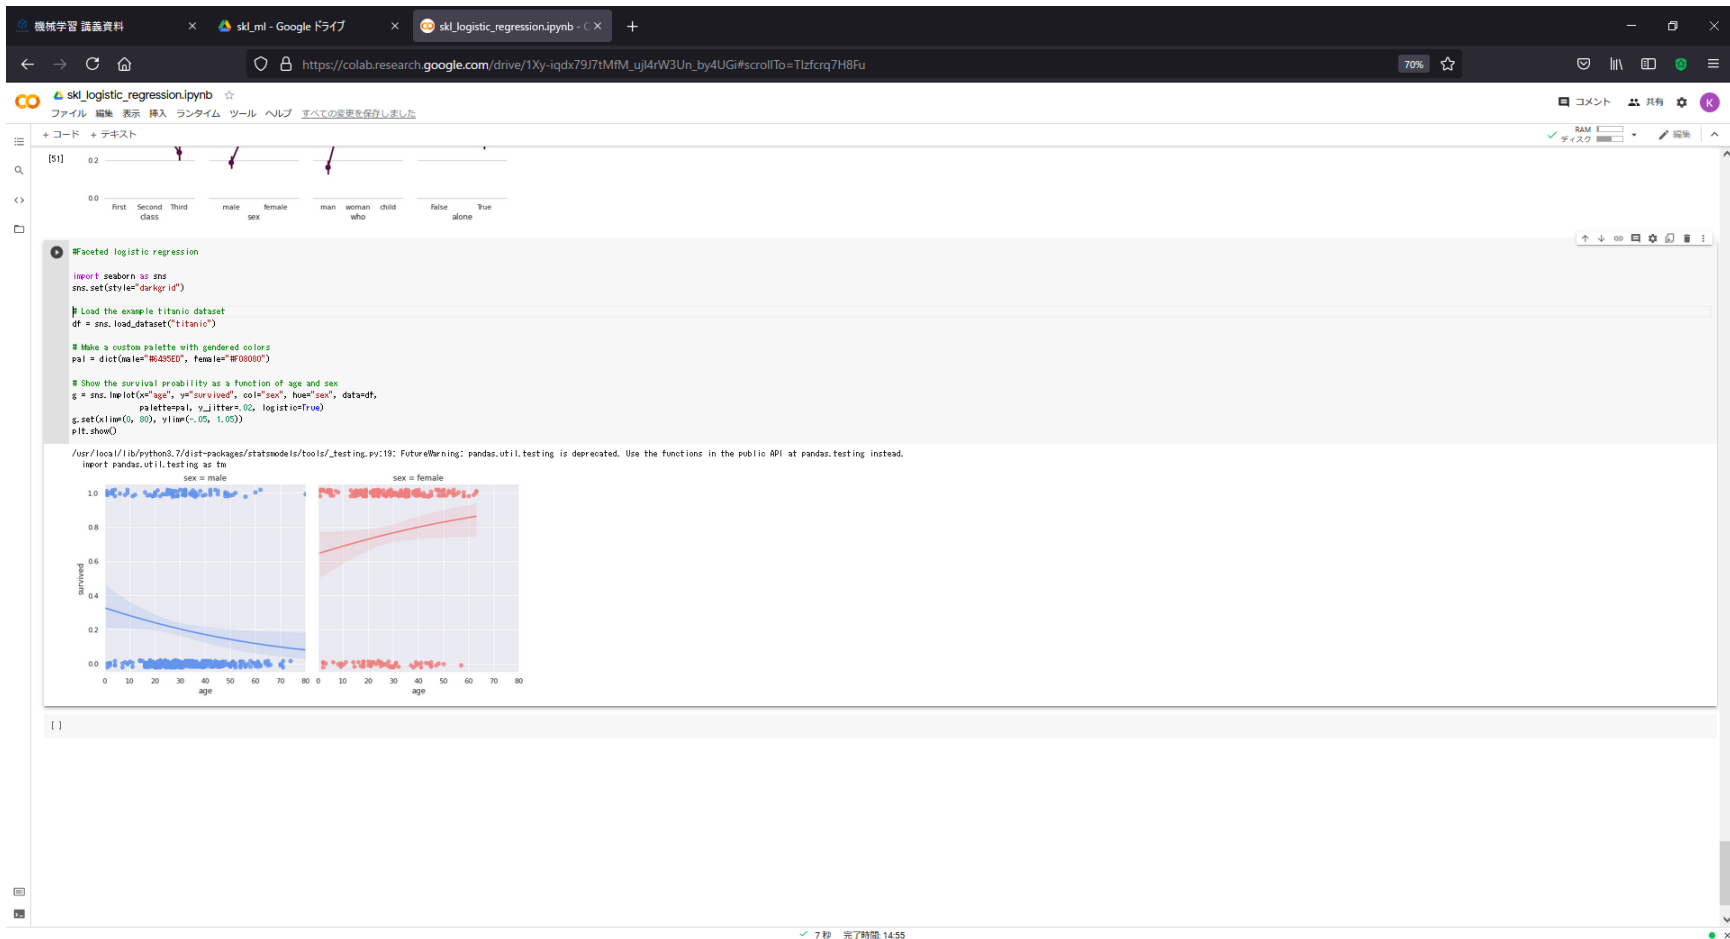 機械学習 講義資料
skl_ml - Google ドライブ
skl_logistic_regression.ipynb - C
https://colab.research.google.com/drive/1Xy-iqdx79J7tMfM_ujl4rW3Un_by4UGi#scrollTo=TIzfcrq7H8Fu
70%
skl_logistic_regression.ipynb
コメント
共有
K
ファイル 編集 表示 挿入 ランタイム ツール ヘルプ すべての変更を保存しました
+ コード + テキスト
RAM
ディスク
編集
[51]
0.2
0.0
First Second Third
class
male female
sex
man woman child
who
False True
alone
#Faceted logistic regression
import seaborn as sns
sns.set(style="darkgrid")
# Load the example titanic dataset
df = sns.load_dataset("titanic")
# Make a custom palette with gendered colors
pal = dict(male="#6495ED", female="#F08080")
# Show the survival proability as a function of age and sex
g = sns.lmplot(x="age", y="survived", col="sex", hue="sex", data=df,
palette=pal, y_jitter=.02, logistic=True)
g.set(xlim=(0, 80), ylim=(-.05, 1.05))
plt.show()
/usr/local/lib/python3.7/dist-packages/statsmodels/tools/_testing.py:19: FutureWarning: pandas.util.testing is deprecated. Use the functions in the public API at pandas.testing instead.
import pandas.util.testing as tm
sex = male
sex = female
1.0
0.8
0.6
0.4
0.2
0.0
survived
0 10 20 30 40 50 60 70 80
age
0 10 20 30 40 50 60 70 80
age
[ ]
7 秒 完了時間: 14:55